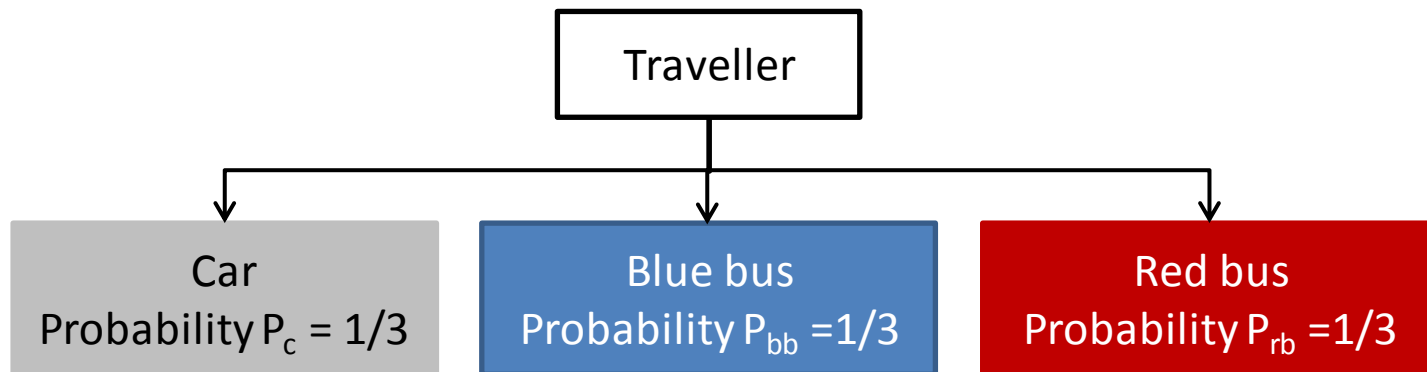 Traveller
Car
Probability Pc = 1/3
Blue bus
Probability Pbb =1/3
Red bus
Probability Prb =1/3